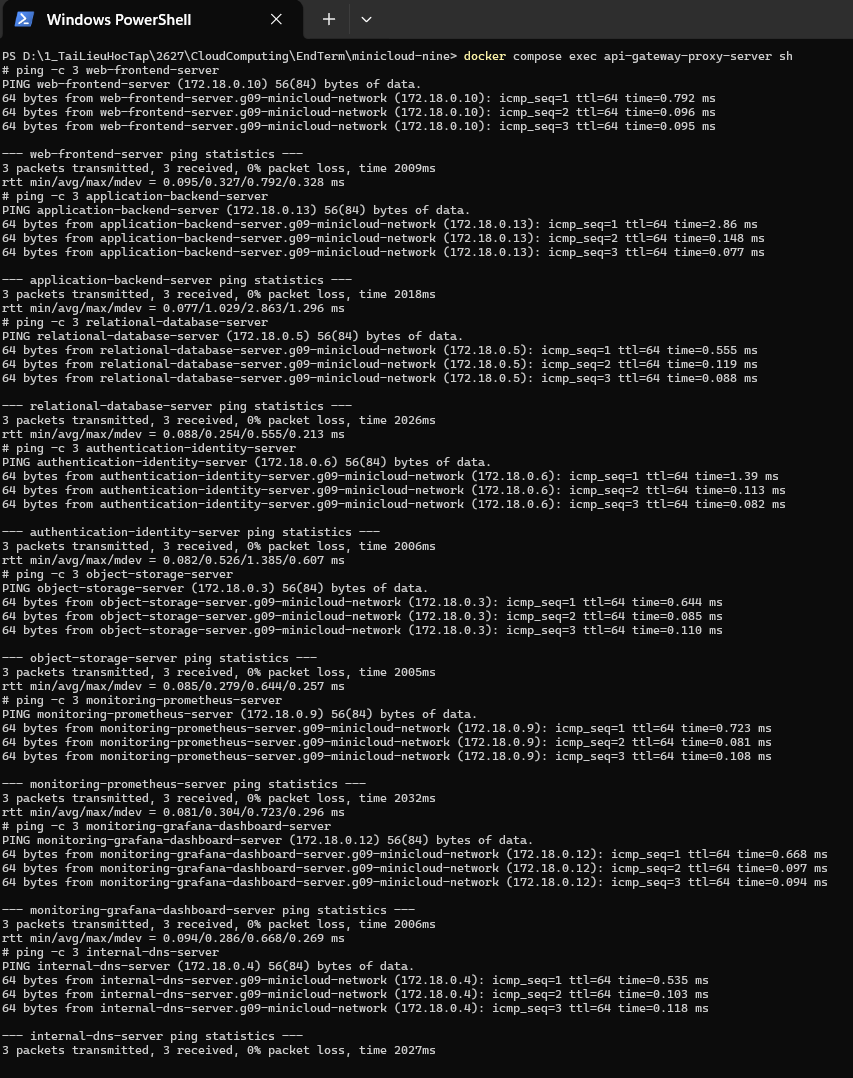 Windows PowerShell
PS D:\1_TaiLieuHocTap\2627\CloudComputing\EndTerm\minicloud-nine> docker compose exec api-gateway-proxy-server sh
# ping -c 3 web-frontend-server
PING web-frontend-server (172.18.0.10) 56(84) bytes of data.
64 bytes from web-frontend-server.g09-minicloud-network (172.18.0.10): icmp_seq=1 ttl=64 time=0.792 ms
64 bytes from web-frontend-server.g09-minicloud-network (172.18.0.10): icmp_seq=2 ttl=64 time=0.096 ms
64 bytes from web-frontend-server.g09-minicloud-network (172.18.0.10): icmp_seq=3 ttl=64 time=0.095 ms

--- web-frontend-server ping statistics ---
3 packets transmitted, 3 received, 0% packet loss, time 2009ms
rtt min/avg/max/mdev = 0.095/0.327/0.792/0.328 ms
# ping -c 3 application-backend-server
PING application-backend-server (172.18.0.13) 56(84) bytes of data.
64 bytes from application-backend-server.g09-minicloud-network (172.18.0.13): icmp_seq=1 ttl=64 time=2.86 ms
64 bytes from application-backend-server.g09-minicloud-network (172.18.0.13): icmp_seq=2 ttl=64 time=0.148 ms
64 bytes from application-backend-server.g09-minicloud-network (172.18.0.13): icmp_seq=3 ttl=64 time=0.077 ms

--- application-backend-server ping statistics ---
3 packets transmitted, 3 received, 0% packet loss, time 2018ms
rtt min/avg/max/mdev = 0.077/1.029/2.863/1.296 ms
# ping -c 3 relational-database-server
PING relational-database-server (172.18.0.5) 56(84) bytes of data.
64 bytes from relational-database-server.g09-minicloud-network (172.18.0.5): icmp_seq=1 ttl=64 time=0.555 ms
64 bytes from relational-database-server.g09-minicloud-network (172.18.0.5): icmp_seq=2 ttl=64 time=0.119 ms
64 bytes from relational-database-server.g09-minicloud-network (172.18.0.5): icmp_seq=3 ttl=64 time=0.088 ms

--- relational-database-server ping statistics ---
3 packets transmitted, 3 received, 0% packet loss, time 2026ms
rtt min/avg/max/mdev = 0.088/0.254/0.555/0.213 ms
# ping -c 3 authentication-identity-server
PING authentication-identity-server (172.18.0.6) 56(84) bytes of data.
64 bytes from authentication-identity-server.g09-minicloud-network (172.18.0.6): icmp_seq=1 ttl=64 time=1.39 ms
64 bytes from authentication-identity-server.g09-minicloud-network (172.18.0.6): icmp_seq=2 ttl=64 time=0.113 ms
64 bytes from authentication-identity-server.g09-minicloud-network (172.18.0.6): icmp_seq=3 ttl=64 time=0.082 ms

--- authentication-identity-server ping statistics ---
3 packets transmitted, 3 received, 0% packet loss, time 2006ms
rtt min/avg/max/mdev = 0.082/0.526/1.385/0.607 ms
# ping -c 3 object-storage-server
PING object-storage-server (172.18.0.3) 56(84) bytes of data.
64 bytes from object-storage-server.g09-minicloud-network (172.18.0.3): icmp_seq=1 ttl=64 time=0.644 ms
64 bytes from object-storage-server.g09-minicloud-network (172.18.0.3): icmp_seq=2 ttl=64 time=0.085 ms
64 bytes from object-storage-server.g09-minicloud-network (172.18.0.3): icmp_seq=3 ttl=64 time=0.110 ms

--- object-storage-server ping statistics ---
3 packets transmitted, 3 received, 0% packet loss, time 2005ms
rtt min/avg/max/mdev = 0.085/0.279/0.644/0.257 ms
# ping -c 3 monitoring-prometheus-server
PING monitoring-prometheus-server (172.18.0.9) 56(84) bytes of data.
64 bytes from monitoring-prometheus-server.g09-minicloud-network (172.18.0.9): icmp_seq=1 ttl=64 time=0.723 ms
64 bytes from monitoring-prometheus-server.g09-minicloud-network (172.18.0.9): icmp_seq=2 ttl=64 time=0.081 ms
64 bytes from monitoring-prometheus-server.g09-minicloud-network (172.18.0.9): icmp_seq=3 ttl=64 time=0.108 ms

--- monitoring-prometheus-server ping statistics ---
3 packets transmitted, 3 received, 0% packet loss, time 2032ms
rtt min/avg/max/mdev = 0.081/0.304/0.723/0.296 ms
# ping -c 3 monitoring-grafana-dashboard-server
PING monitoring-grafana-dashboard-server (172.18.0.12) 56(84) bytes of data.
64 bytes from monitoring-grafana-dashboard-server.g09-minicloud-network (172.18.0.12): icmp_seq=1 ttl=64 time=0.668 ms
64 bytes from monitoring-grafana-dashboard-server.g09-minicloud-network (172.18.0.12): icmp_seq=2 ttl=64 time=0.097 ms
64 bytes from monitoring-grafana-dashboard-server.g09-minicloud-network (172.18.0.12): icmp_seq=3 ttl=64 time=0.094 ms

--- monitoring-grafana-dashboard-server ping statistics ---
3 packets transmitted, 3 received, 0% packet loss, time 2006ms
rtt min/avg/max/mdev = 0.094/0.286/0.668/0.269 ms
# ping -c 3 internal-dns-server
PING internal-dns-server (172.18.0.4) 56(84) bytes of data.
64 bytes from internal-dns-server.g09-minicloud-network (172.18.0.4): icmp_seq=1 ttl=64 time=0.535 ms
64 bytes from internal-dns-server.g09-minicloud-network (172.18.0.4): icmp_seq=2 ttl=64 time=0.103 ms
64 bytes from internal-dns-server.g09-minicloud-network (172.18.0.4): icmp_seq=3 ttl=64 time=0.118 ms

--- internal-dns-server ping statistics ---
3 packets transmitted, 3 received, 0% packet loss, time 2027ms